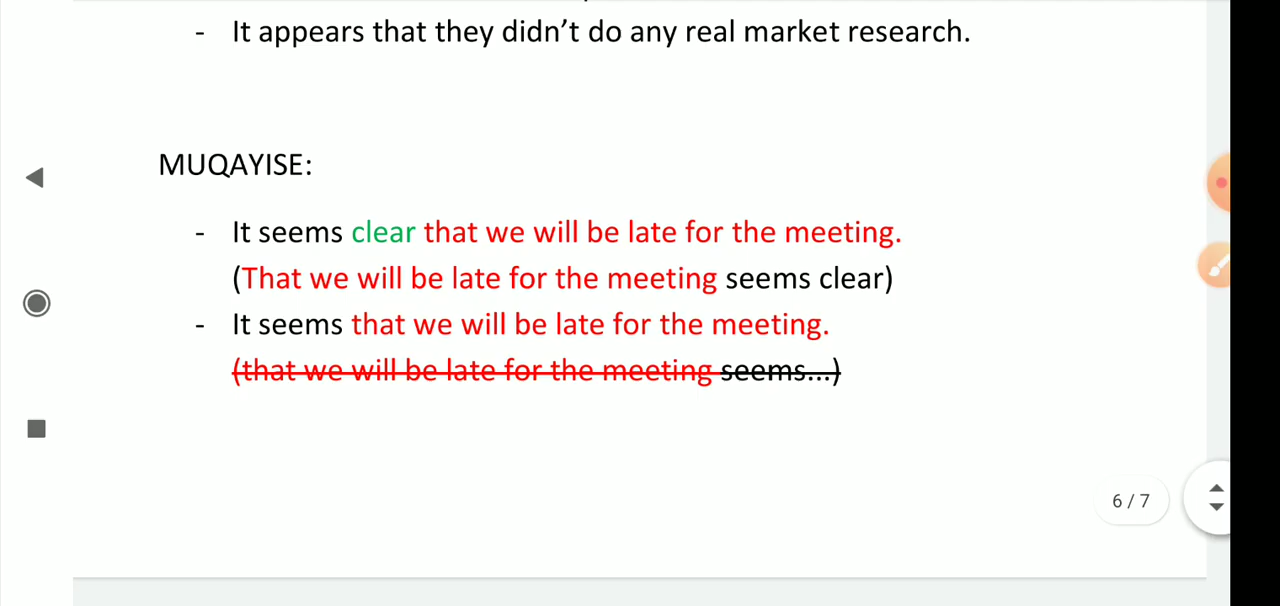 - It appears that they didn't do any real market research.
MUQAYISE:
- It seems clear that we will be late for the meeting.
(That we will be late for the meeting seems clear)
- It seems that we will be late for the meeting.
(that we will be late for the meeting seems...)
6 / 7